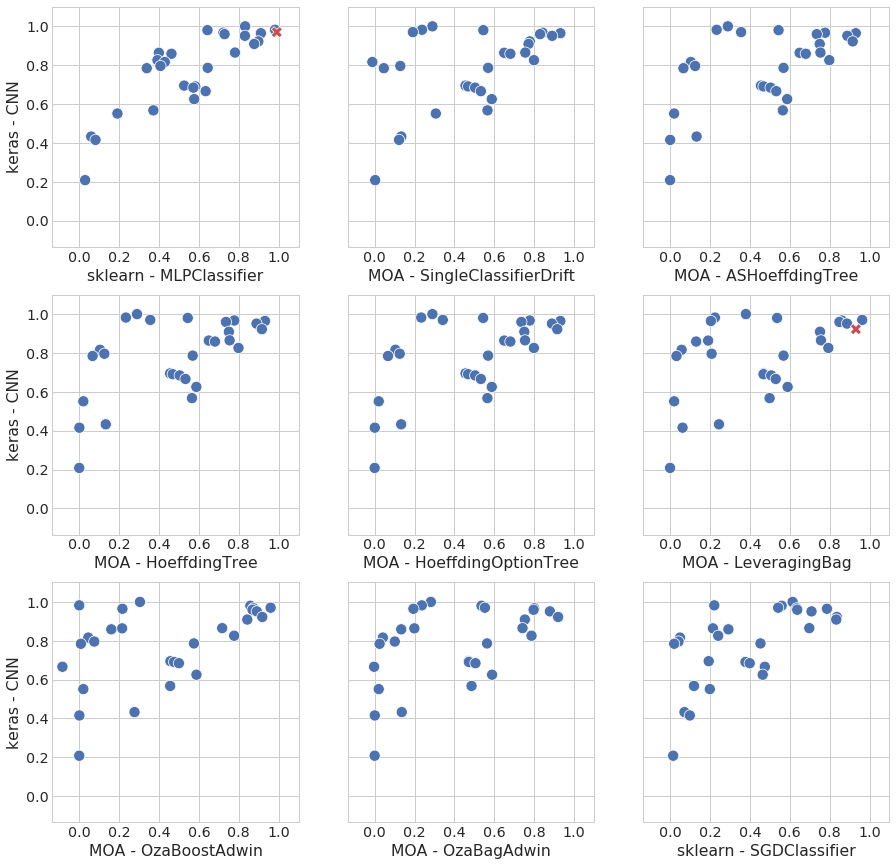 1.0
0.8
0.6
0.4
0.2
0.0
keras - CNN
0.0 0.2 0.4 0.6 0.8 1.0
sklearn - MLPClassifier
0.0 0.2 0.4 0.6 0.8 1.0
MOA - SingleClassifierDrift
0.0 0.2 0.4 0.6 0.8 1.0
MOA - ASHoeffdingTree
1.0
0.8
0.6
0.4
0.2
0.0
keras - CNN
0.0 0.2 0.4 0.6 0.8 1.0
MOA - HoeffdingTree
0.0 0.2 0.4 0.6 0.8 1.0
MOA - HoeffdingOptionTree
0.0 0.2 0.4 0.6 0.8 1.0
MOA - LeveragingBag
1.0
0.8
0.6
0.4
0.2
0.0
keras - CNN
0.0 0.2 0.4 0.6 0.8 1.0
MOA - OzaBoostAdwin
0.0 0.2 0.4 0.6 0.8 1.0
MOA - OzaBagAdwin
0.0 0.2 0.4 0.6 0.8 1.0
sklearn - SGDClassifier